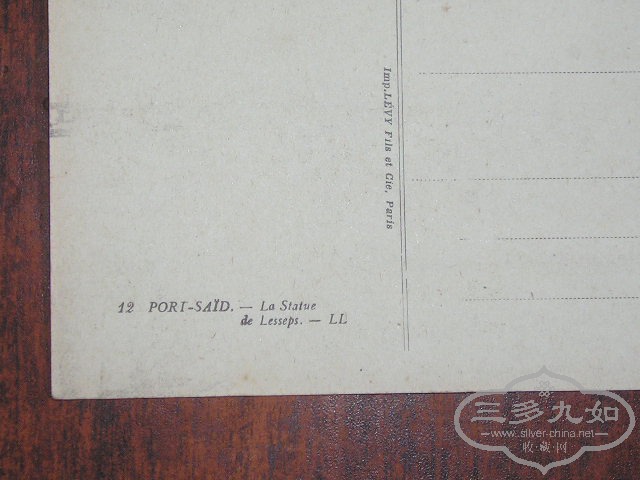 Imp. LÉVY Fils et Cie, Paris
12 PORT-SAÏD. — La Statue
de Lesseps. — LL
三多九如
www.silver-china.net
收·藏·网